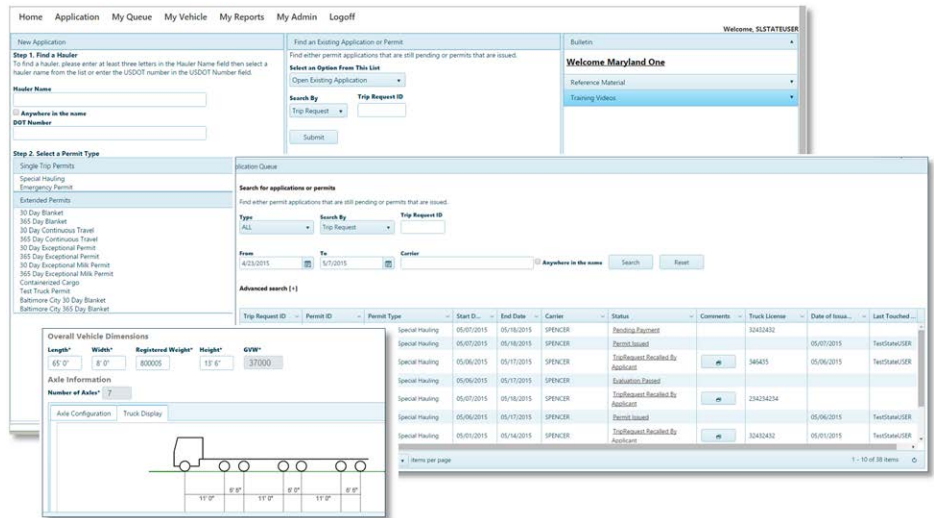 Home Application My Queue My Vehicle My Reports My Admin Logoff
Welcome, SLSTATEUSER
New Application
Step 1. Find a Hauler
To find a hauler, please enter at least three letters in the Hauler Name field then select a
hauler name from the list or enter the USDOT number in the USDOT Number field.
Hauler Name
Anywhere in the name
DOT Number
Step 2. Select a Permit Type
Single Trip Permits
Special Hauling
Emergency Permit
Extended Permits
30 Day Blanket
365 Day Blanket
30 Day Continuous Travel
365 Day Continuous Travel
30 Day Exceptional Permit
365 Day Exceptional Permit
30 Day Exceptional Milk Permit
365 Day Exceptional Milk Permit
Containerized Cargo
Test Truck Permit
Baltimore City 30 Day Blanket
Baltimore City 365 Day Blanket
Find an Existing Application or Permit
Find either permit applications that are still pending or permits that are issued.
Select an Option From This List
Open Existing Application
Search By Trip Request ID
Trip Request
Submit
Bulletin
Welcome Maryland One
Reference Material
Training Videos
plication Queue
Search for applications or permits
Find either permit applications that are still pending or permits that are issued.
Type Search By Trip Request ID
ALL Trip Request
From To Carrier
4/23/2015 5/7/2015 Anywhere in the name Search Reset
Advanced search [+]
Trip Request ID Permit ID Permit Type Start D... End Date Carrier Status Comments Truck License Date of Issua... Last Touched ...
Special Hauling 05/07/2015 05/18/2015 SPENCER Pending Payment 32432432
Special Hauling 05/07/2015 05/18/2015 SPENCER Permit Issued 05/07/2015 TestStateUSER
Special Hauling 05/06/2015 05/17/2015 SPENCER TripRequest Recalled By 346435 05/06/2015 TestStateUSER
Applicant
Special Hauling 05/06/2015 05/17/2015 SPENCER Evaluation Passed
Special Hauling 05/07/2015 05/18/2015 SPENCER TripRequest Recalled By 234234234
Applicant
Special Hauling 05/06/2015 05/17/2015 SPENCER Permit Issued 05/06/2015 TestStateUSER
Special Hauling 05/01/2015 05/14/2015 SPENCER TripRequest Recalled By 32432432 05/01/2015 TestStateUSER
Applicant
items per page 1 - 10 of 38 items
Overall Vehicle Dimensions
Length* Width* Registered Weight* Height* GVW*
65' 0" 8' 0" 800005 13' 6" 37000
Axle Information
Number of Axles* 7
Axle Configuration Truck Display
6' 6" 6' 0" 6' 6"
11' 0" 11' 0" 11' 0"